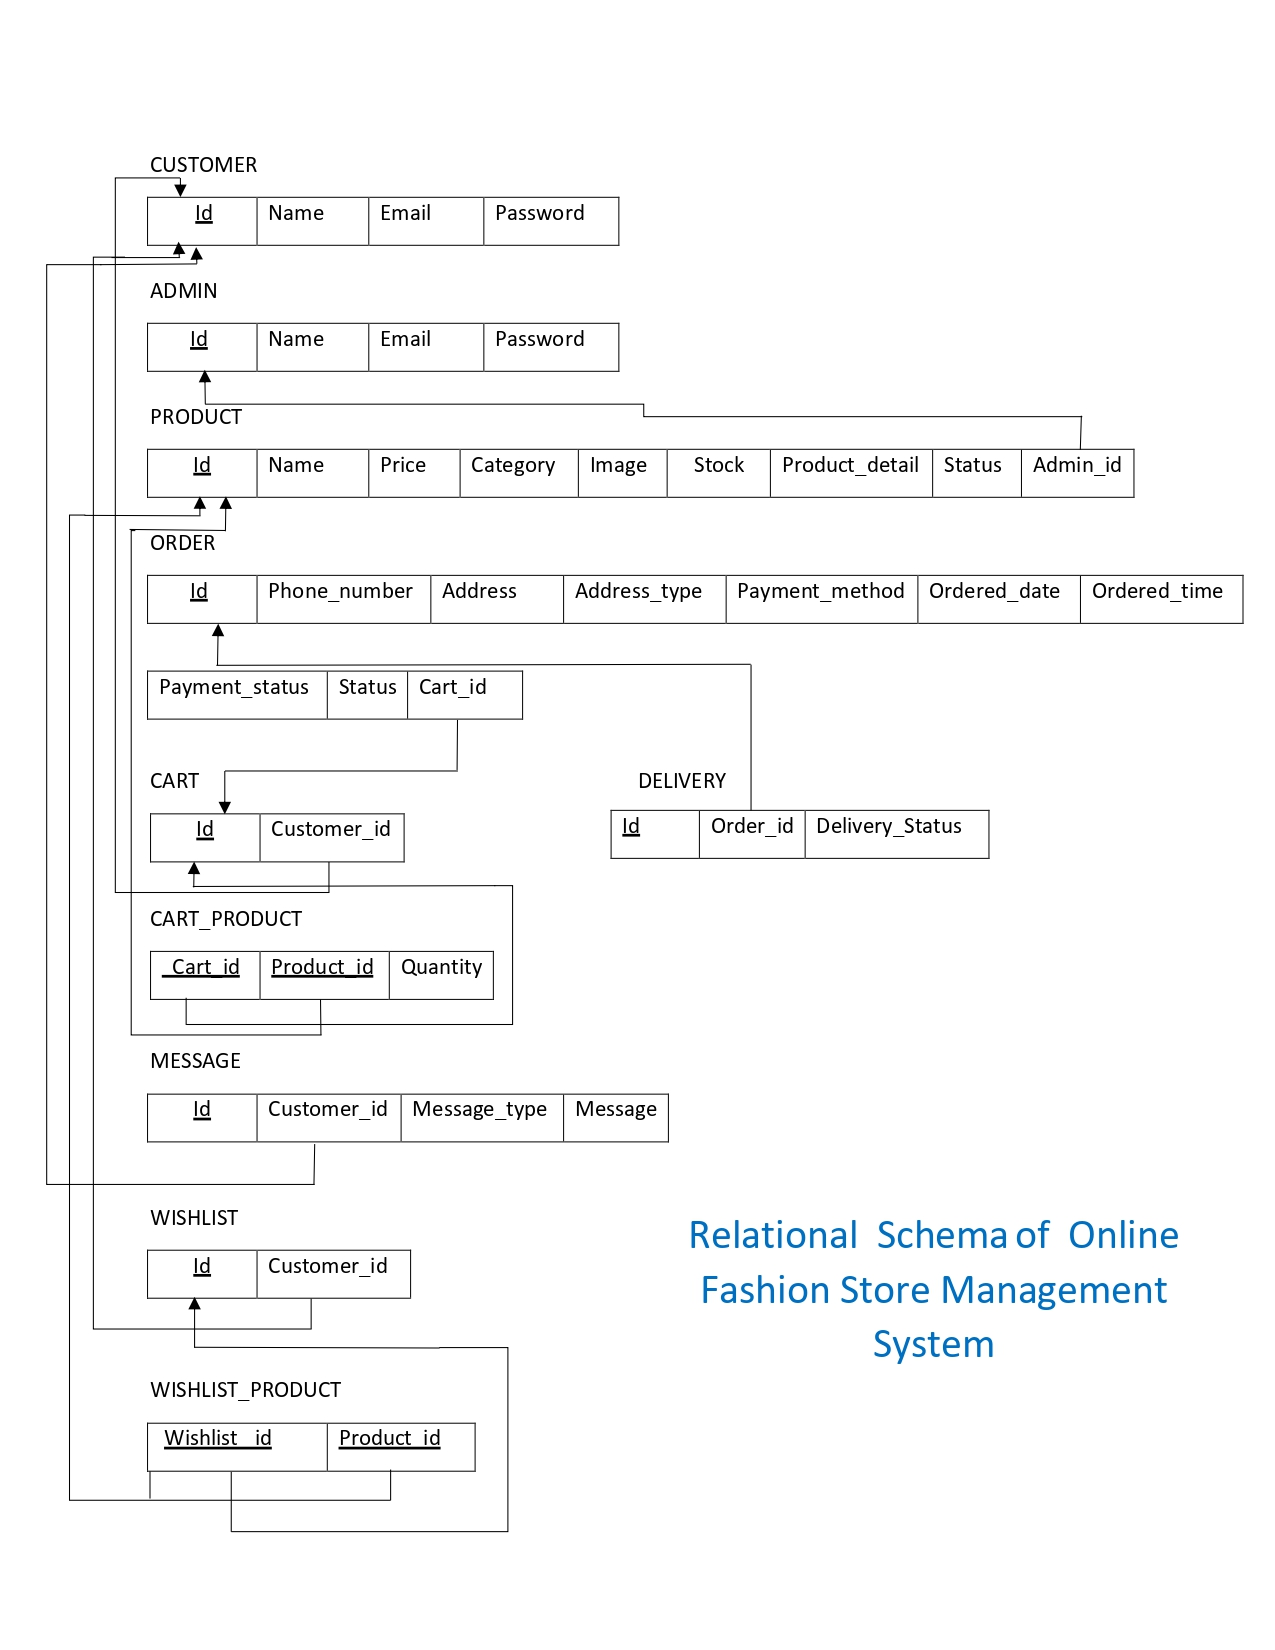 CUSTOMER
Id Name Email Password
ADMIN
Id Name Email Password
PRODUCT
Id Name Price Category Image Stock Product_detail Status Admin_id
ORDER
Id Phone_number Address Address_type Payment_method Ordered_date Ordered_time
Payment_status Status Cart_id
CART
Id Customer_id
DELIVERY
Id Order_id Delivery_Status
CART_PRODUCT
Cart_id Product_id Quantity
MESSAGE
Id Customer_id Message_type Message
WISHLIST
Id Customer_id
Relational Schema of Online
Fashion Store Management
System
WISHLIST_PRODUCT
Wishlist_id Product_id